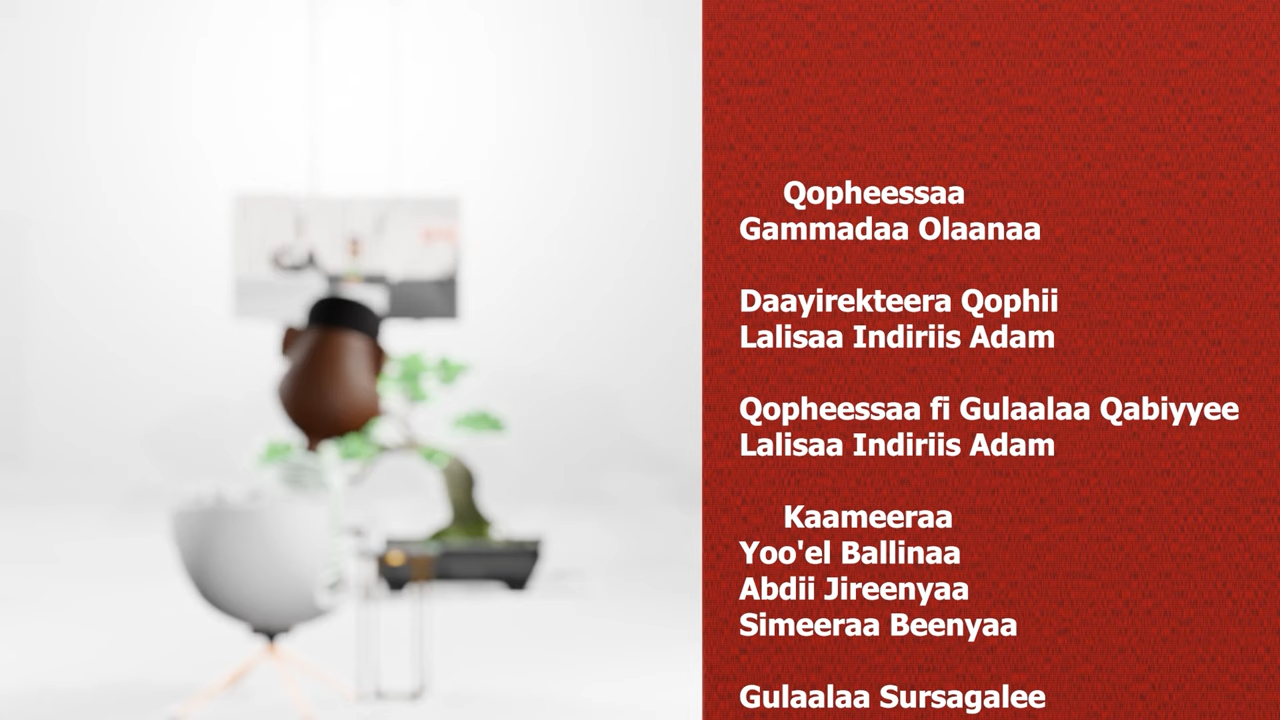 Qopheessaa
Gammadaa Olaanaa
Daayirekteera Qophii
Lalisaa Indiriis Adam
Qopheessaa fi Gulaalaa Qabiyyee
Lalisaa Indiriis Adam
Kaameeraa
Yoo'el Ballinaa
Abdii Jireenyaa
Simeeraa Beenyaa
Gulaalaa Sursagalee